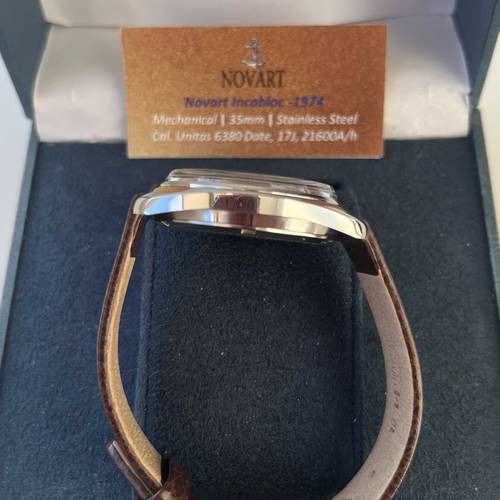 NOVART
Novart Incabloc -1974
Mechanical | 35mm | Stainless Steel
Cal. Unitas 6380 Date, 17J, 21600A/h